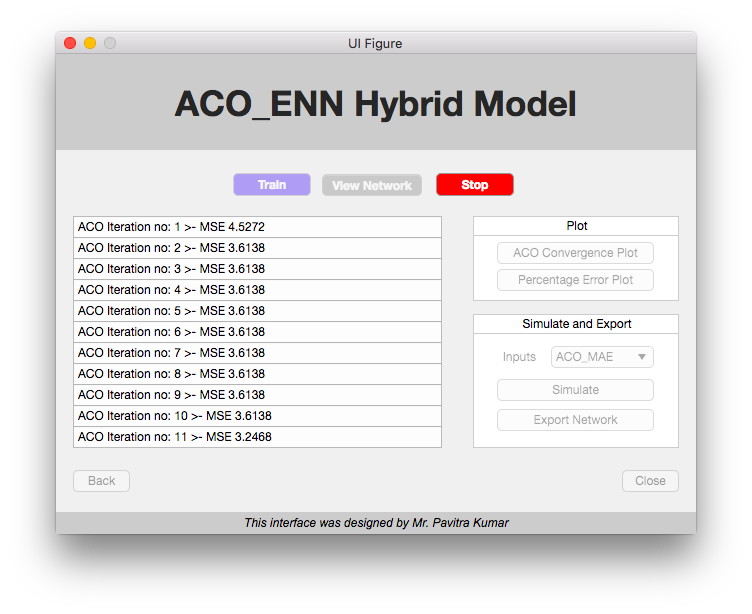 UI Figure
ACO_ENN Hybrid Model
Train
View Network
Stop
ACO Iteration no: 1 >- MSE 4.5272
ACO Iteration no: 2 >- MSE 3.6138
ACO Iteration no: 3 >- MSE 3.6138
ACO Iteration no: 4 >- MSE 3.6138
ACO Iteration no: 5 >- MSE 3.6138
ACO Iteration no: 6 >- MSE 3.6138
ACO Iteration no: 7 >- MSE 3.6138
ACO Iteration no: 8 >- MSE 3.6138
ACO Iteration no: 9 >- MSE 3.6138
ACO Iteration no: 10 >- MSE 3.6138
ACO Iteration no: 11 >- MSE 3.2468
Plot
ACO Convergence Plot
Percentage Error Plot
Simulate and Export
Inputs ACO_MAE
Simulate
Export Network
Back
Close
This interface was designed by Mr. Pavitra Kumar